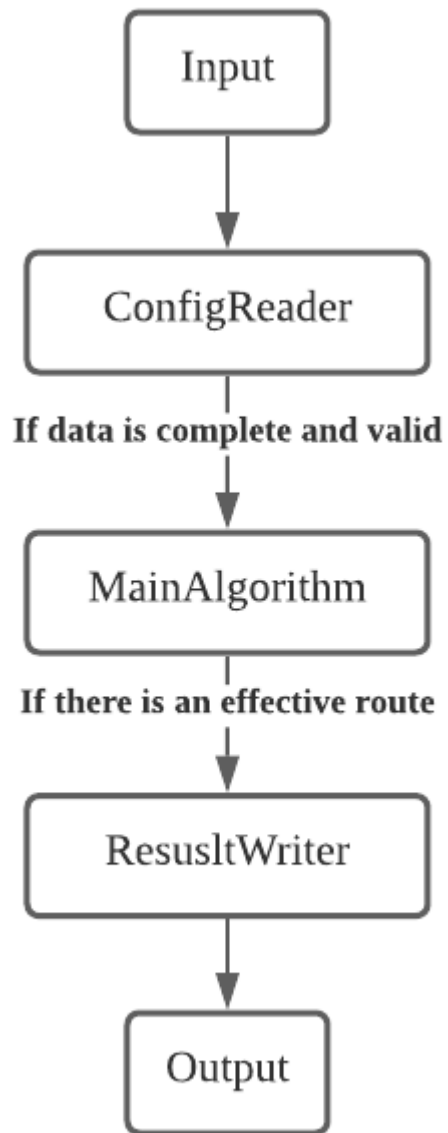 Input
ConfigReader
If data is complete and valid
MainAlgorithm
If there is an effective route
ResusltWriter
Output